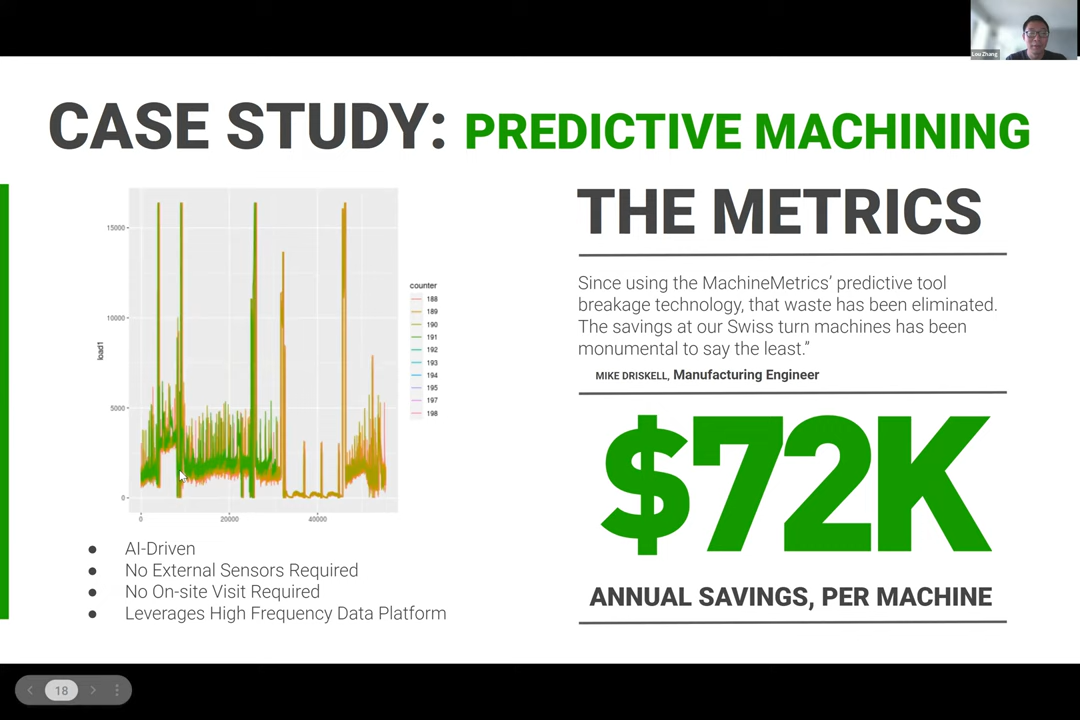 Lou Zhang
CASE STUDY: PREDICTIVE MACHINING
15000
10000
5000
0
load1
0 20000 40000
counter
188
189
190
191
192
193
194
195
197
198
● AI-Driven
● No External Sensors Required
● No On-site Visit Required
● Leverages High Frequency Data Platform
THE METRICS
Since using the MachineMetrics’ predictive tool
breakage technology, that waste has been eliminated.
The savings at our Swiss turn machines has been
monumental to say the least.”
MIKE DRISKELL, Manufacturing Engineer
$72K
ANNUAL SAVINGS, PER MACHINE
18